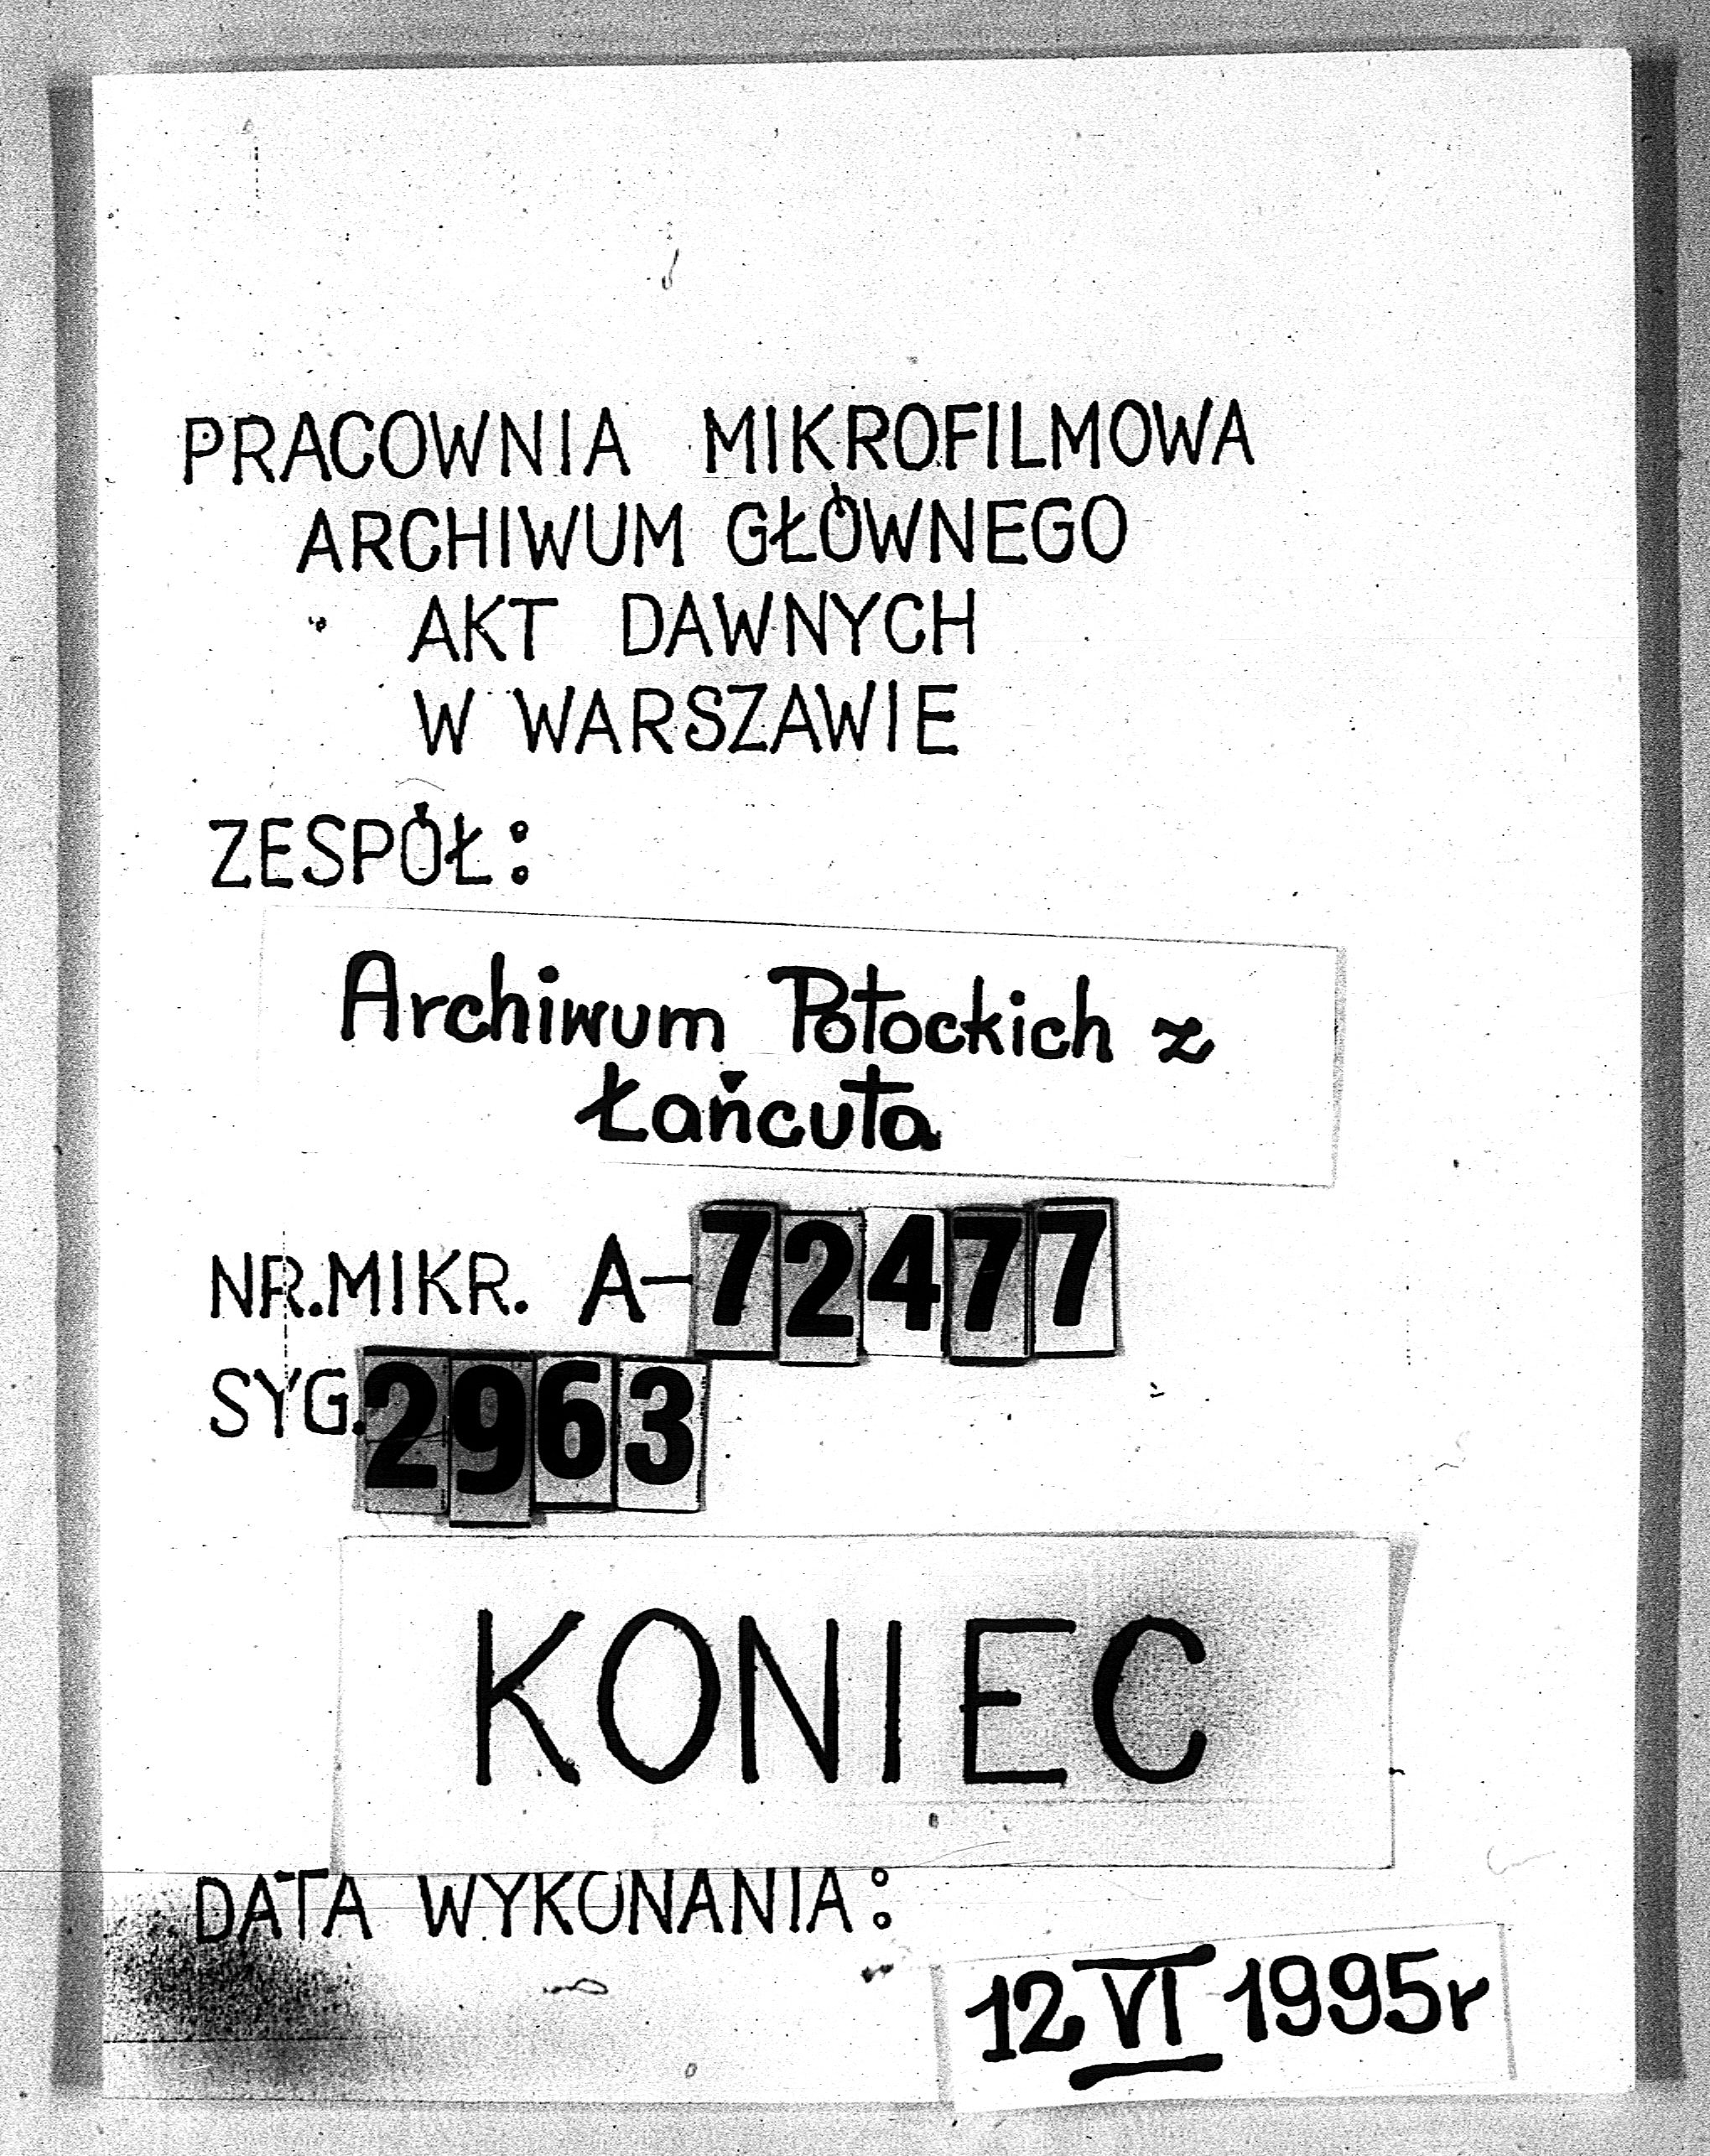 PRACOWNIA MIKROFILMOWA
ARCHIWUM GŁÓWNEGO
AKT DAWNYCH
W WARSZAWIE
ZESPÓŁ:
Archiwum Potockich z
Łańcuta
NR.MIKR. A-72477
SYG.2963
KONIEC
DATA WYKONANIA:
12 VI 1995r